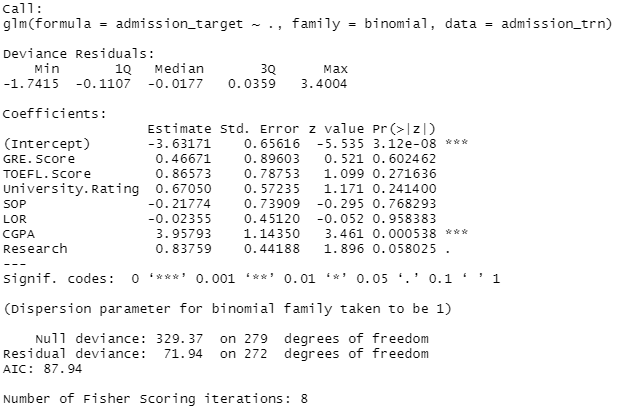 Call:
glm(formula = admission_target ~ ., family = binomial, data = admission_trn)
Deviance Residuals:
Min 1Q Median 3Q Max
-1.7415 -0.1107 -0.0177 0.0359 3.4004
Coefficients:
Estimate Std. Error z value Pr(>|z|)
(Intercept) -3.63171 0.65616 -5.535 3.12e-08 ***
GRE.Score 0.46671 0.89603 0.521 0.602462
TOEFL.Score 0.86573 0.78753 1.099 0.271636
University.Rating 0.67050 0.57235 1.171 0.241400
SOP -0.21774 0.73909 -0.295 0.768293
LOR -0.02355 0.45120 -0.052 0.958383
CGPA 3.95793 1.14350 3.461 0.000538 ***
Research 0.83759 0.44188 1.896 0.058025 .
---
Signif. codes: 0 ‘***’ 0.001 ‘**’ 0.01 ‘*’ 0.05 ‘.’ 0.1 ‘ ’ 1
(Dispersion parameter for binomial family taken to be 1)
Null deviance: 329.37 on 279 degrees of freedom
Residual deviance: 71.94 on 272 degrees of freedom
AIC: 87.94
Number of Fisher Scoring iterations: 8